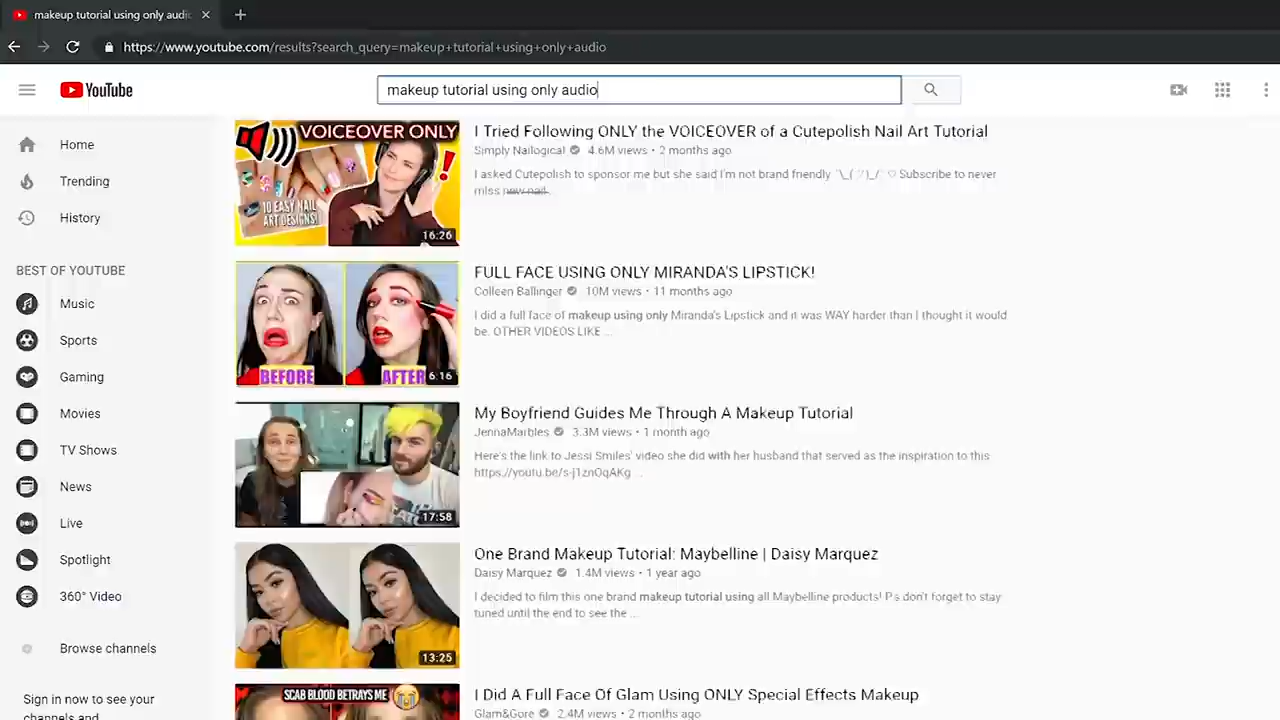 makeup tutorial using only audi
https://www.youtube.com/results?search_query=makeup+tutorial+using+only+audio
YouTube
makeup tutorial using only audio
Home
Trending
History
BEST OF YOUTUBE
Music
Sports
Gaming
Movies
TV Shows
News
Live
Spotlight
360° Video
Browse channels
Sign in now to see your
channels and
VOICEOVER ONLY
10 EASY NAIL
ART DESIGNS!
16:26
I Tried Following ONLY the VOICEOVER of a Cutepolish Nail Art Tutorial
Simply Nailogical 4.6M views • 2 months ago
I asked Cutepolish to sponsor me but she said I'm not brand friendly ¯\_(ツ)_/¯ ♡ Subscribe to never
miss new nail
BEFORE
AFTER
6:16
FULL FACE USING ONLY MIRANDA'S LIPSTICK!
Colleen Ballinger 10M views • 11 months ago
I did a full face of makeup using only Miranda's Lipstick and it was WAY harder than I thought it would
be. OTHER VIDEOS LIKE ...
17:58
My Boyfriend Guides Me Through A Makeup Tutorial
JennaMarbles 3.3M views • 1 month ago
Here's the link to Jessi Smiles' video she did with her husband that served as the inspiration to this
https://youtu.be/s-j1znOqAKg ...
13:25
One Brand Makeup Tutorial: Maybelline | Daisy Marquez
Daisy Marquez 1.4M views • 1 year ago
I decided to film this one brand makeup tutorial using all Maybelline products! P.s don't forget to stay
tuned until the end to see the ...
SCAB BLOOD BETRAYS ME
I Did A Full Face Of Glam Using ONLY Special Effects Makeup
Glam&Gore 2.4M views • 2 months ago